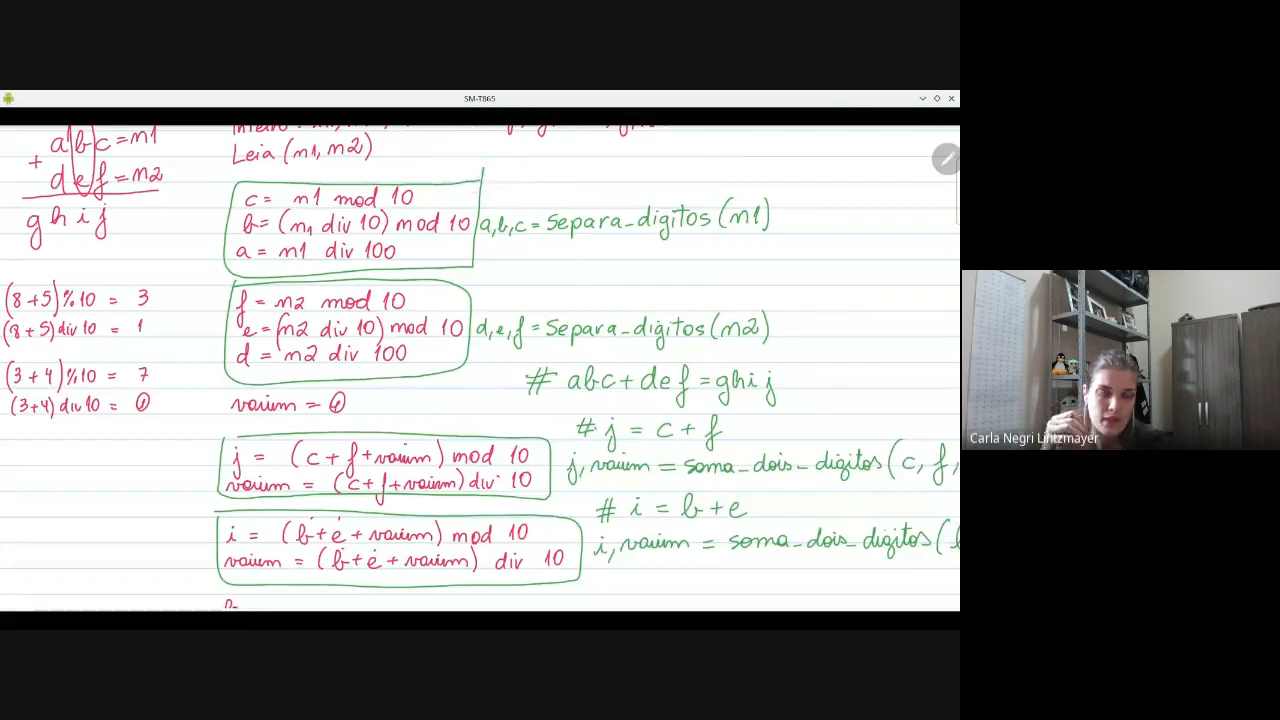 SM-T865
Leia (n1, n2)
abc = n1
+ def = n2
g h i j
c = n1 mod 10
b = (n1 div 10) mod 10
a = n1 div 100
a,b,c = Separa_digitos (n1)
(8+5)%10 = 3
(8+5)div 10 = 1
(3+4)%10 = 7
(3+4)div 10 = 0
f = n2 mod 10
e = (n2 div 10) mod 10
d = n2 div 100
d,e,f = Separa_digitos (n2)
# abc + def = ghij
vaium = 0
# j = c + f
j = (c + f + vaium) mod 10
vaium = (c + f + vaium) div 10
j, vaium = soma_dois_digitos (c, f,
# i = b + e
i = (b + e + vaium) mod 10
vaium = (b + e + vaium) div 10
i, vaium = soma_dois_digitos (b
Carla Negri Lintzmayer